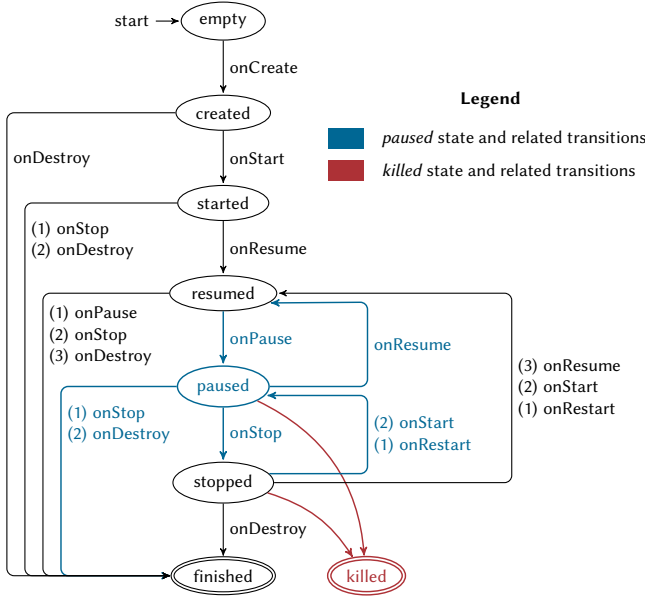 start
empty
onCreate
created
Legend
paused state and related transitions
killed state and related transitions
onDestroy
onStart
started
(1) onStop
(2) onDestroy
onResume
resumed
(1) onPause
(2) onStop
(3) onDestroy
onPause
onResume
(3) onResume
(2) onStart
(1) onRestart
paused
(1) onStop
(2) onDestroy
onStop
(2) onStart
(1) onRestart
stopped
onDestroy
finished
killed